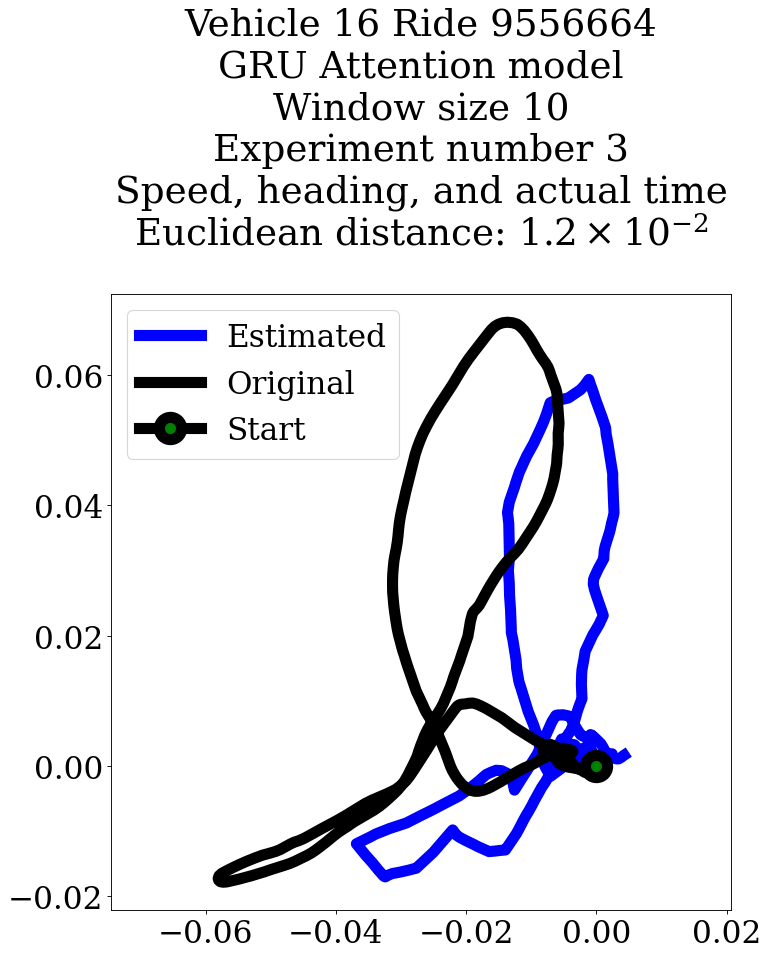 Vehicle 16 Ride 9556664
GRU Attention model
Window size 10
Experiment number 3
Speed, heading, and actual time
Euclidean distance: 1.2 × 10⁻²
Estimated
Original
Start
0.06
0.04
0.02
0.00
−0.02
−0.06 −0.04 −0.02 0.00 0.02